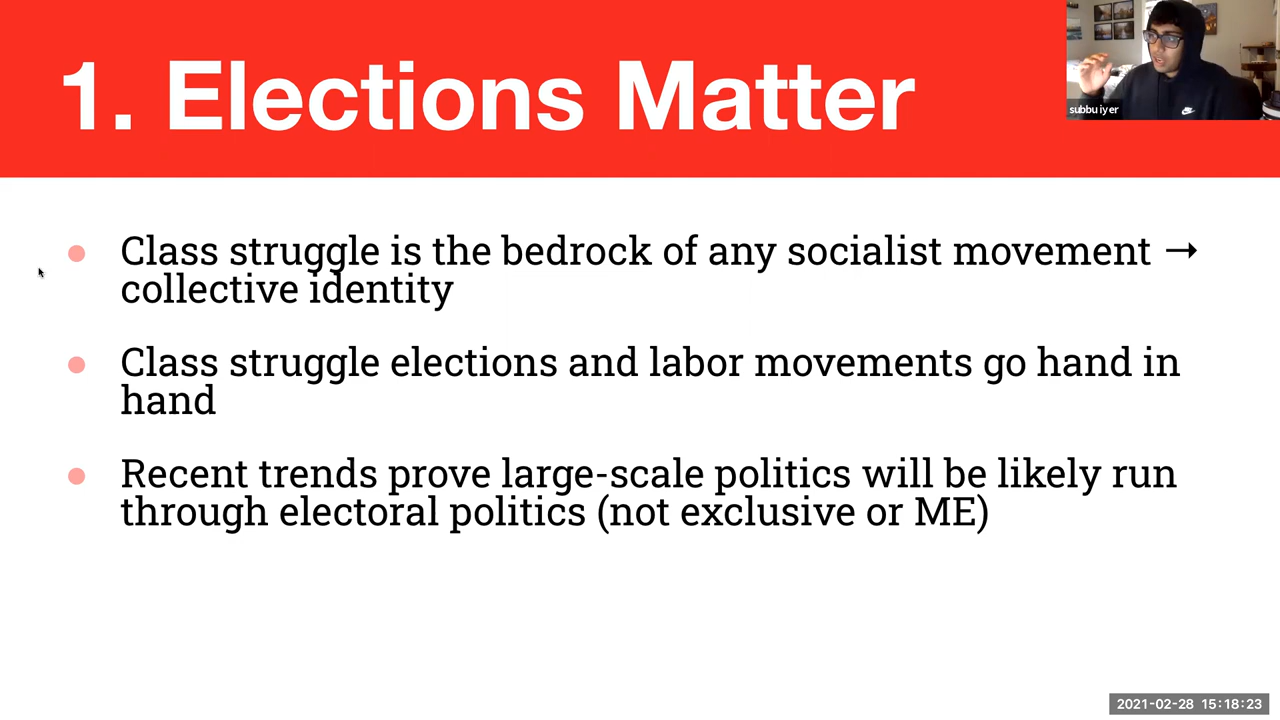 1. Elections Matter
subbu iyer
● Class struggle is the bedrock of any socialist movement →
collective identity
● Class struggle elections and labor movements go hand in
hand
● Recent trends prove large-scale politics will be likely run
through electoral politics (not exclusive or ME)
2021-02-28 15:18:23